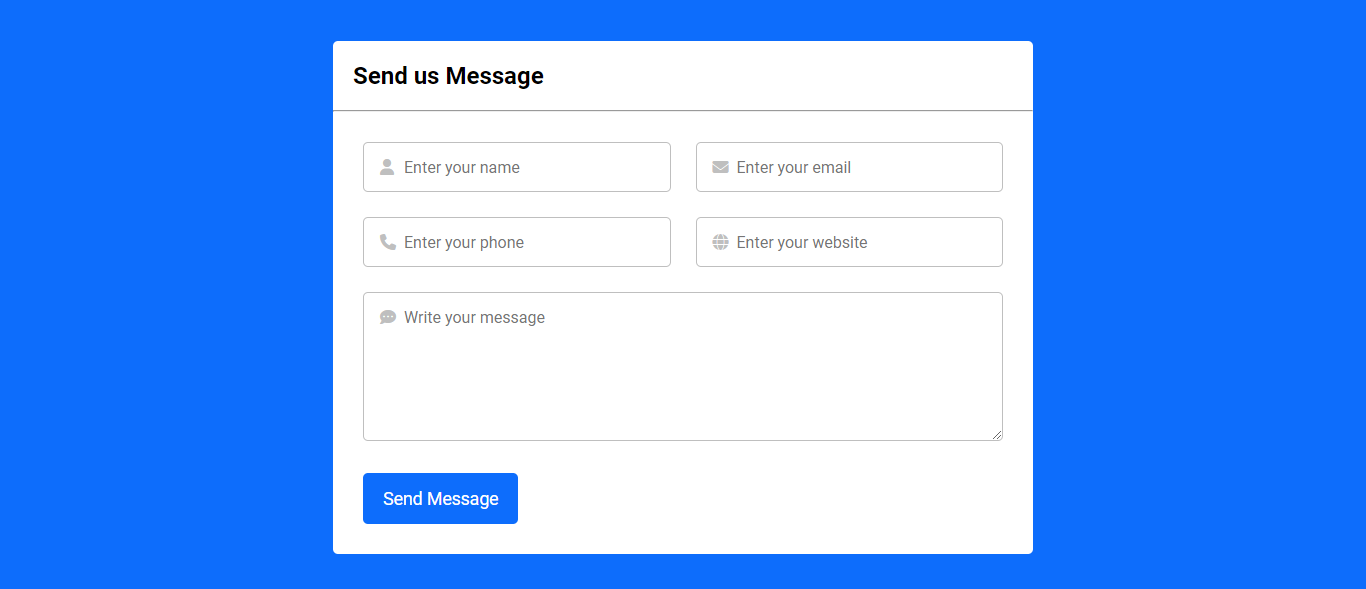 Send us Message
Enter your name
Enter your email
Enter your phone
Enter your website
Write your message
Send Message